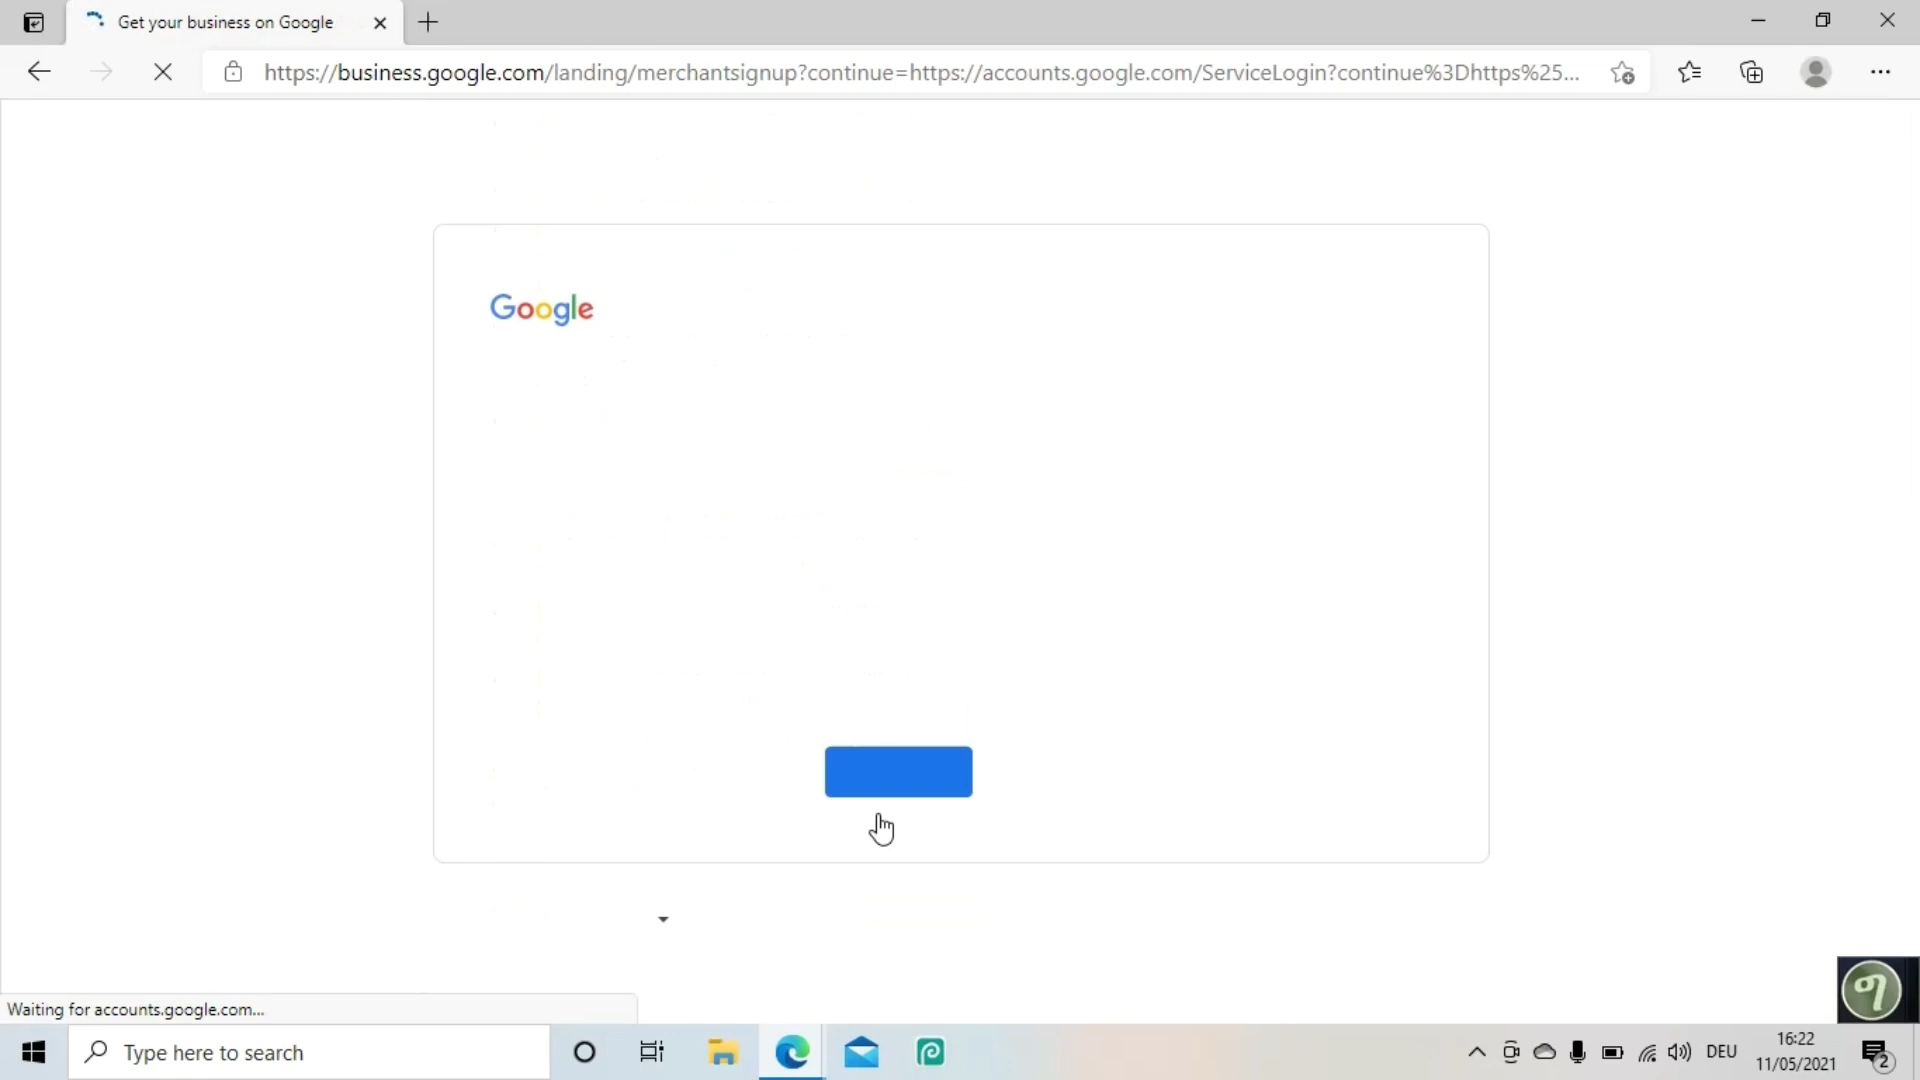 Get your business on Google
https://business.google.com/landing/merchantsignup?continue=https://accounts.google.com/ServiceLogin?continue%3Dhttps%25...
Google
Waiting for accounts.google.com...
Type here to search
DEU
16:22
11/05/2021
2